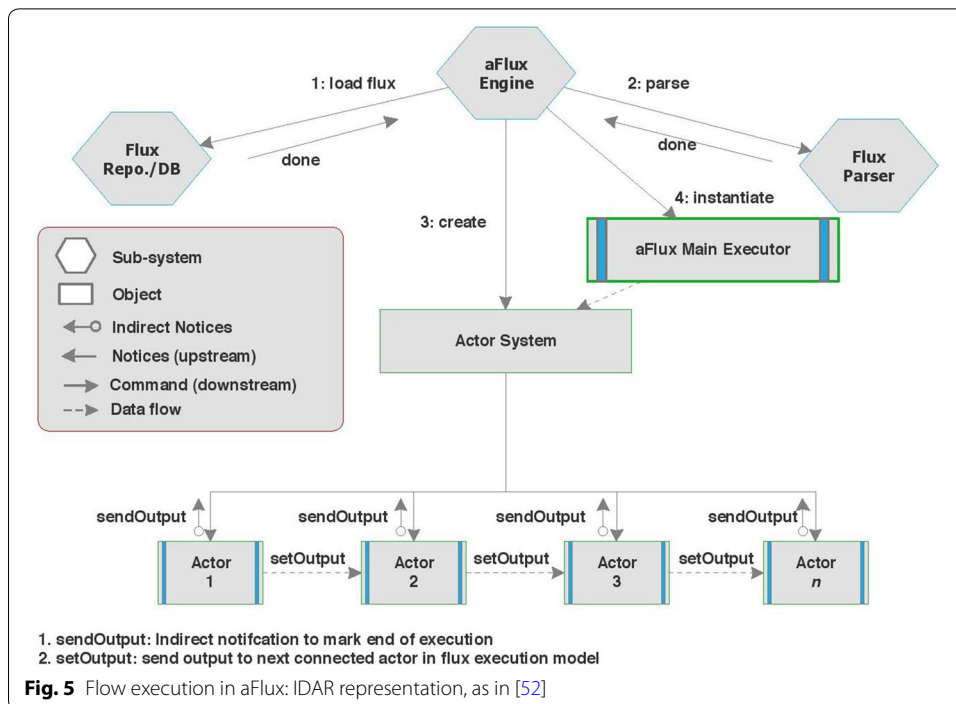 aFlux
Engine
1: load flux
2: parse
done
done
Flux
Repo./DB
Flux
Parser
3: create
4: instantiate
aFlux Main Executor
Sub-system
Object
Indirect Notices
Notices (upstream)
Command (downstream)
Data flow
Actor System
sendOutput
sendOutput
sendOutput
sendOutput
Actor
1
setOutput
Actor
2
setOutput
Actor
3
setOutput
Actor
n
1. sendOutput: Indirect notifcation to mark end of execution
2. setOutput: send output to next connected actor in flux execution model
Fig. 5 Flow execution in aFlux: IDAR representation, as in [52]